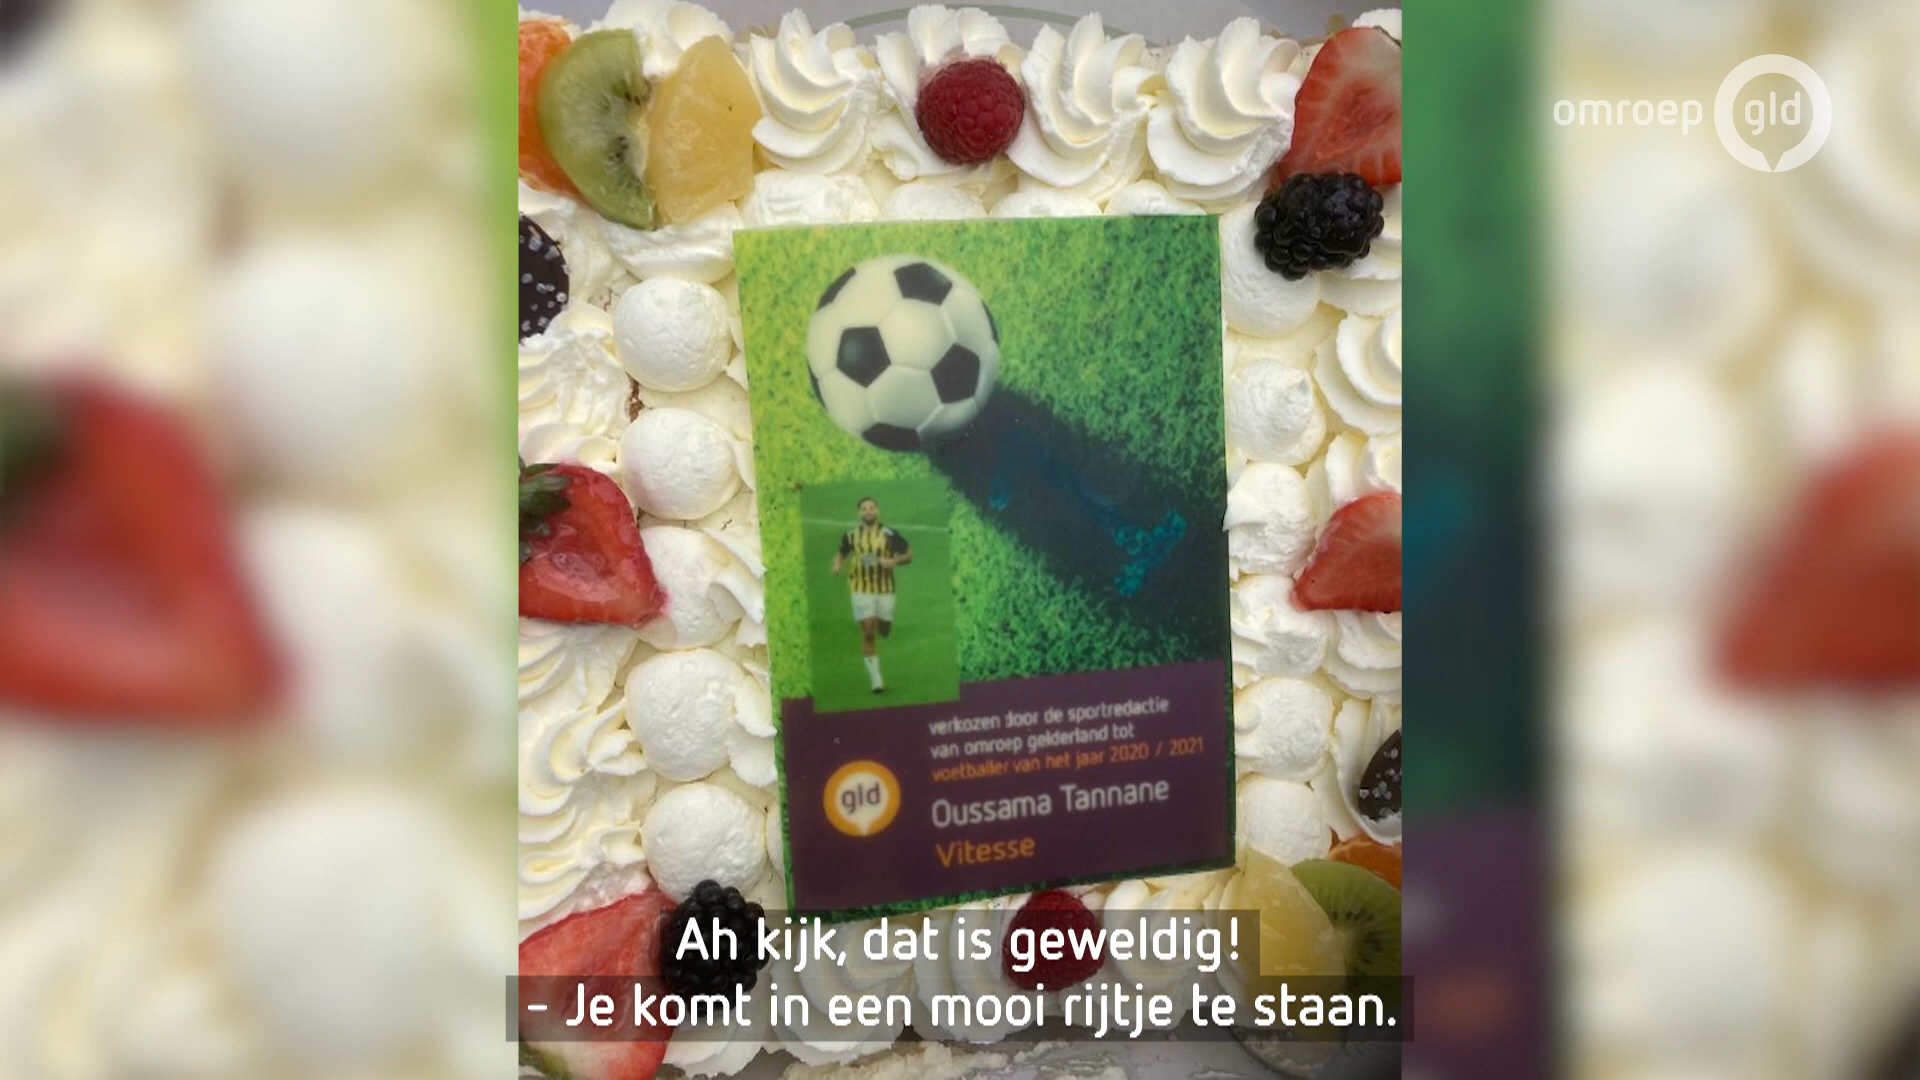 omroep gld
verkozen door de sportredactie
van omroep gelderland tot
voetballer van het jaar 2020 / 2021
gld
Oussama Tannane
Vitesse
Ah kijk, dat is geweldig!
- Je komt in een mooi rijtje te staan.